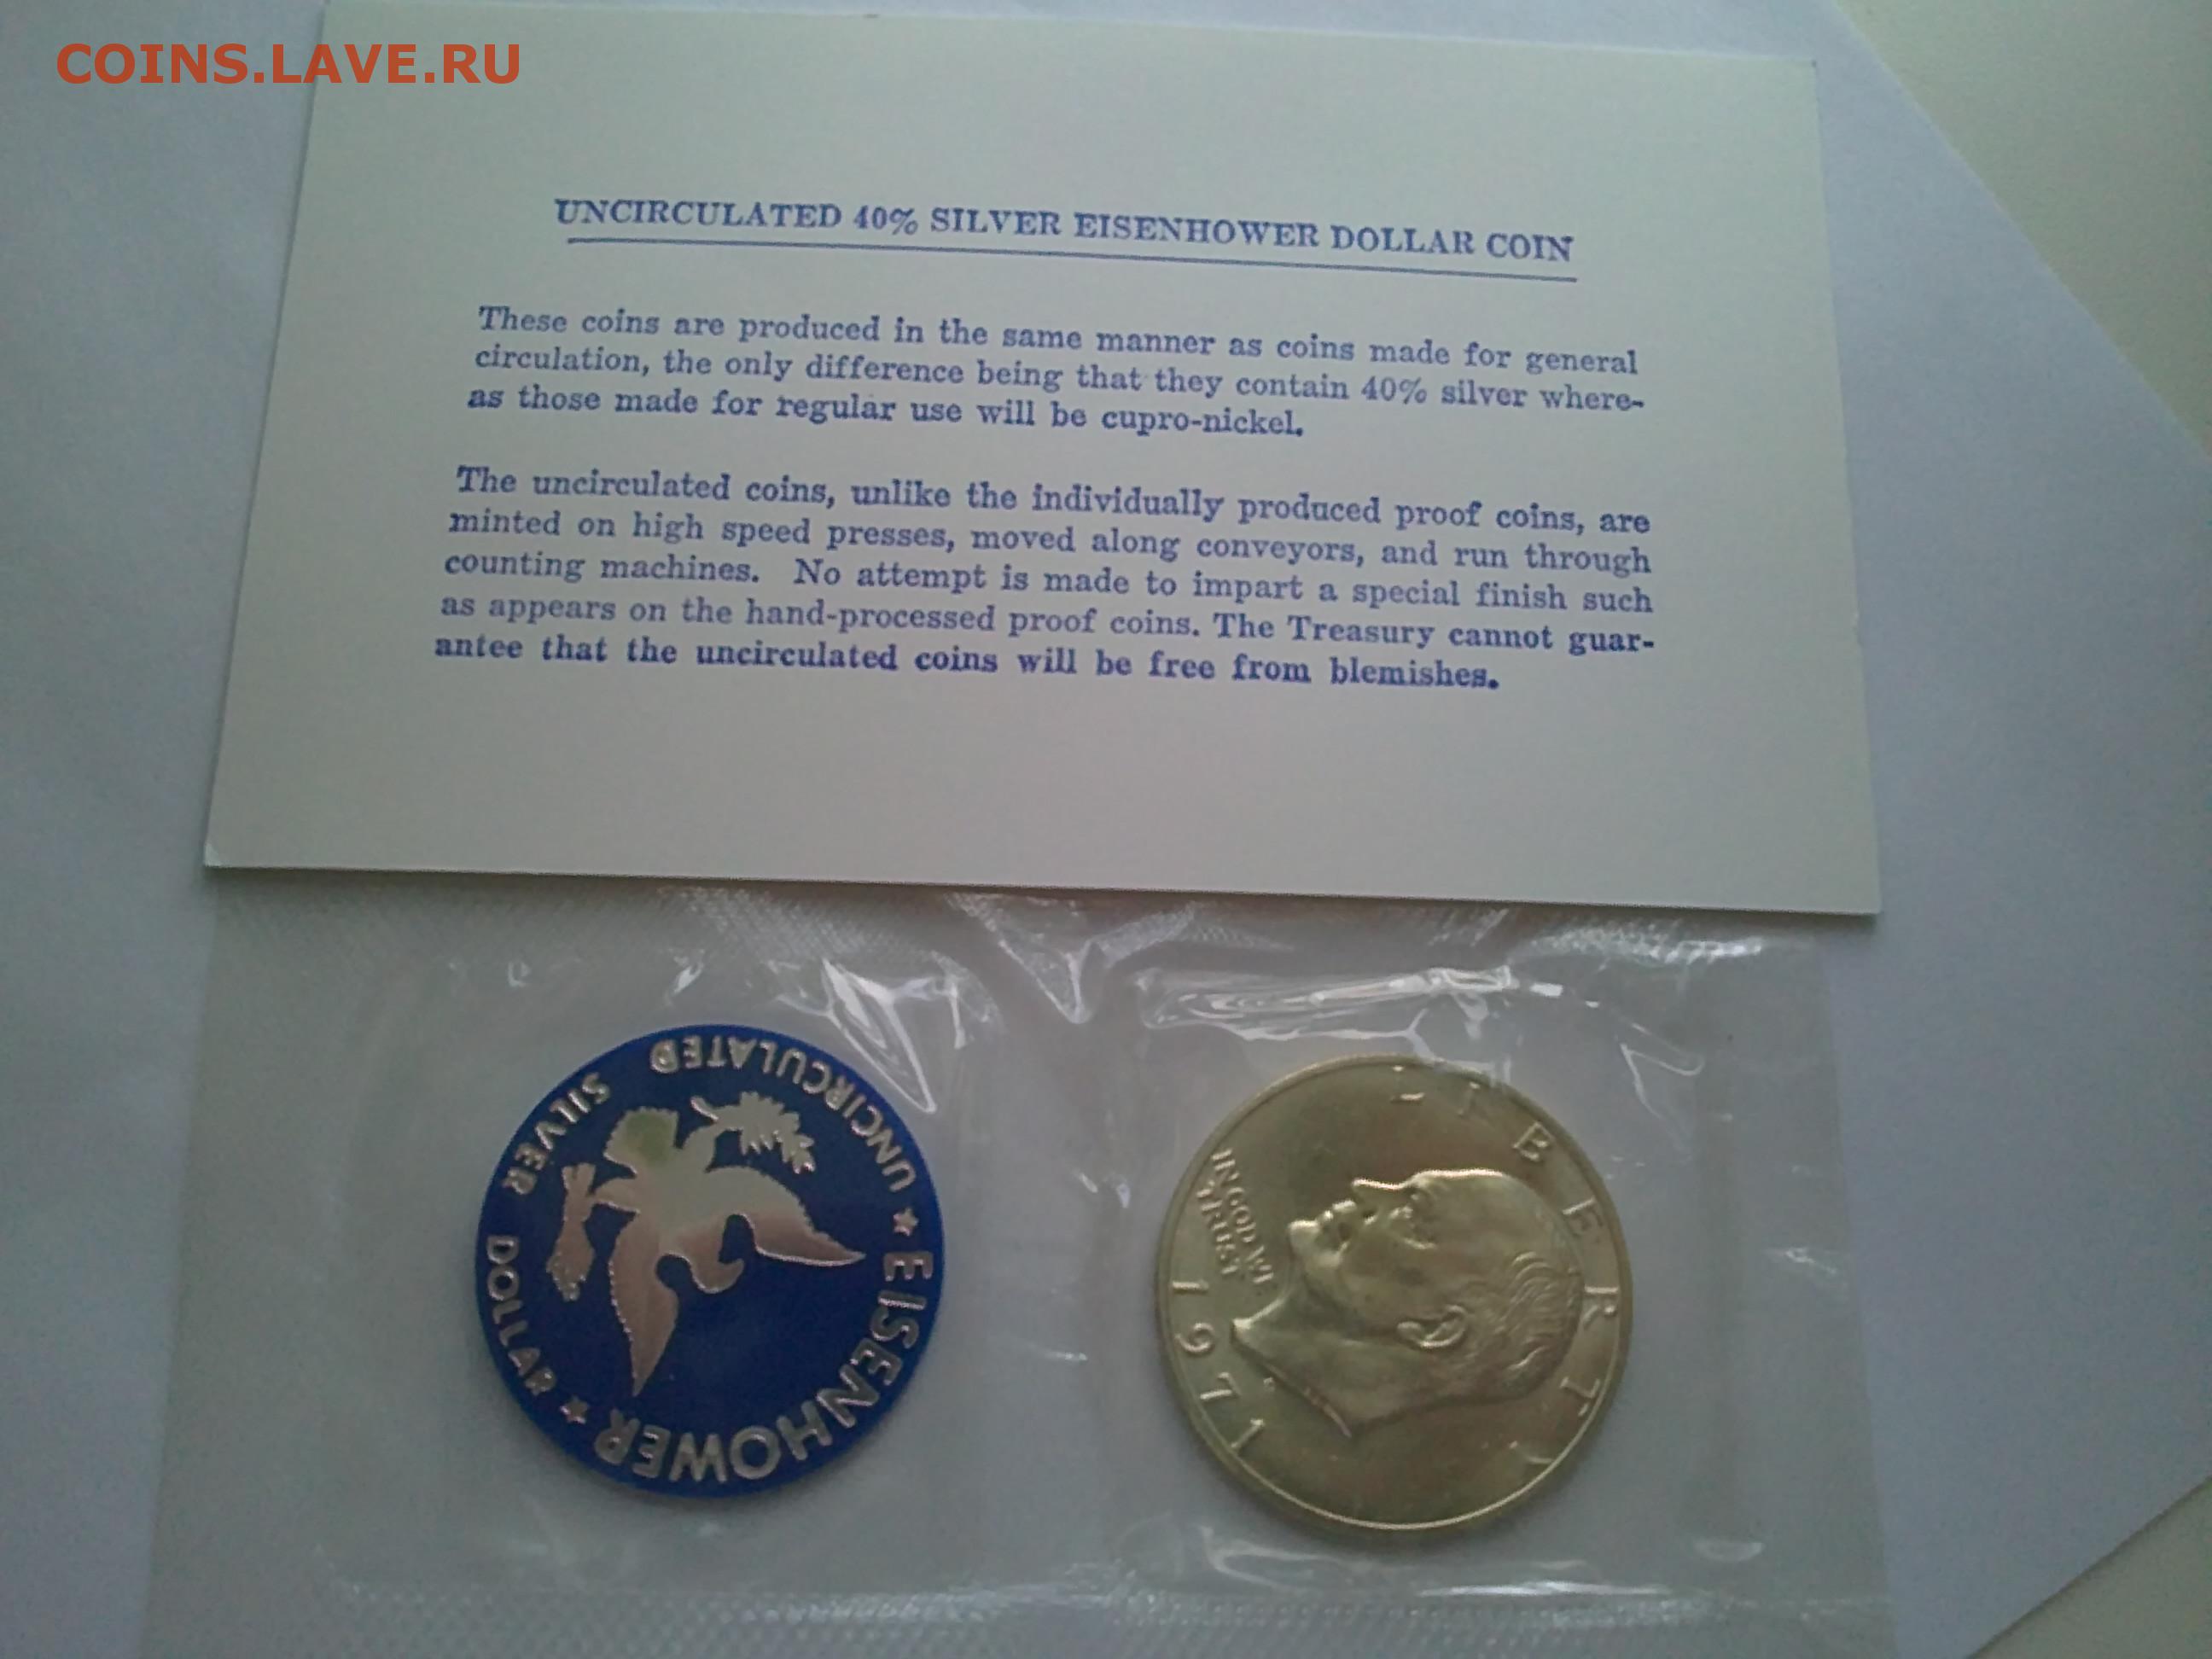 COINS.LAVE.RU
UNCIRCULATED 40% SILVER EISENHOWER DOLLAR COIN
These coins are produced in the same manner as coins made for general
circulation, the only difference being that they contain 40% silver where-
as those made for regular use will be cupro-nickel.
The uncirculated coins, unlike the individually produced proof coins, are
minted on high speed presses, moved along conveyors, and run through
counting machines. No attempt is made to impart a special finish such
as appears on the hand-processed proof coins. The Treasury cannot guar-
antee that the uncirculated coins will be free from blemishes.
EISENHOWER
UNCIRCULATED SILVER DOLLAR
LIBERTY
IN GOD WE
TRUST
1971